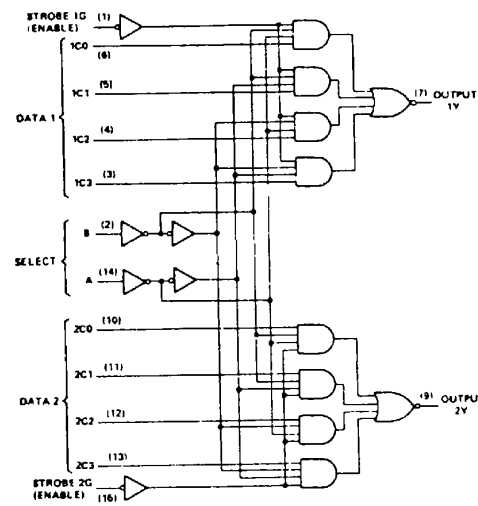 STROBE 1G (1)
(ENABLE)
1C0
(6)
1C1 (5)
DATA 1
1C2 (4)
1C3 (3)
(7) OUTPUT
1Y
B (2)
SELECT
A (14)
2C0 (10)
2C1 (11)
DATA 2
2C2 (12)
2C3 (13)
(9) OUTPU
2Y
STROBE 2G
(ENABLE) (15)